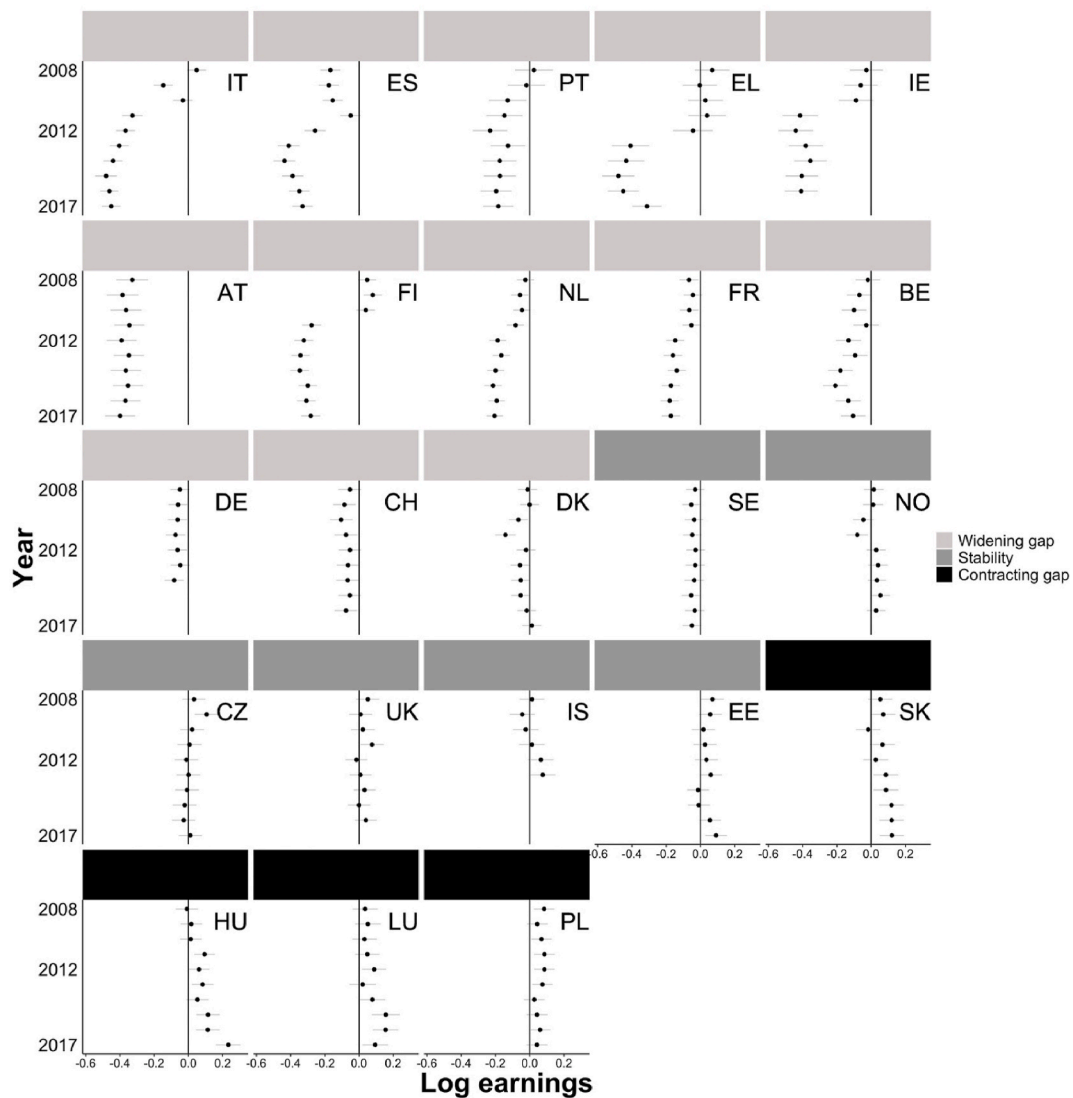 2008
IT
ES
PT
EL
IE
2012
2017
2008
AT
FI
NL
FR
BE
2012
2017
2008
DE
CH
DK
SE
NO
2012
2017
Year
Widening gap
Stability
Contracting gap
2008
CZ
UK
IS
EE
SK
2012
2017
-0.6 -0.4 -0.2 0.0 0.2 -0.6 -0.4 -0.2 0.0 0.2
2008
HU
LU
PL
2012
2017
-0.6 -0.4 -0.2 0.0 0.2 -0.6 -0.4 -0.2 0.0 0.2 -0.6 -0.4 -0.2 0.0 0.2
Log earnings